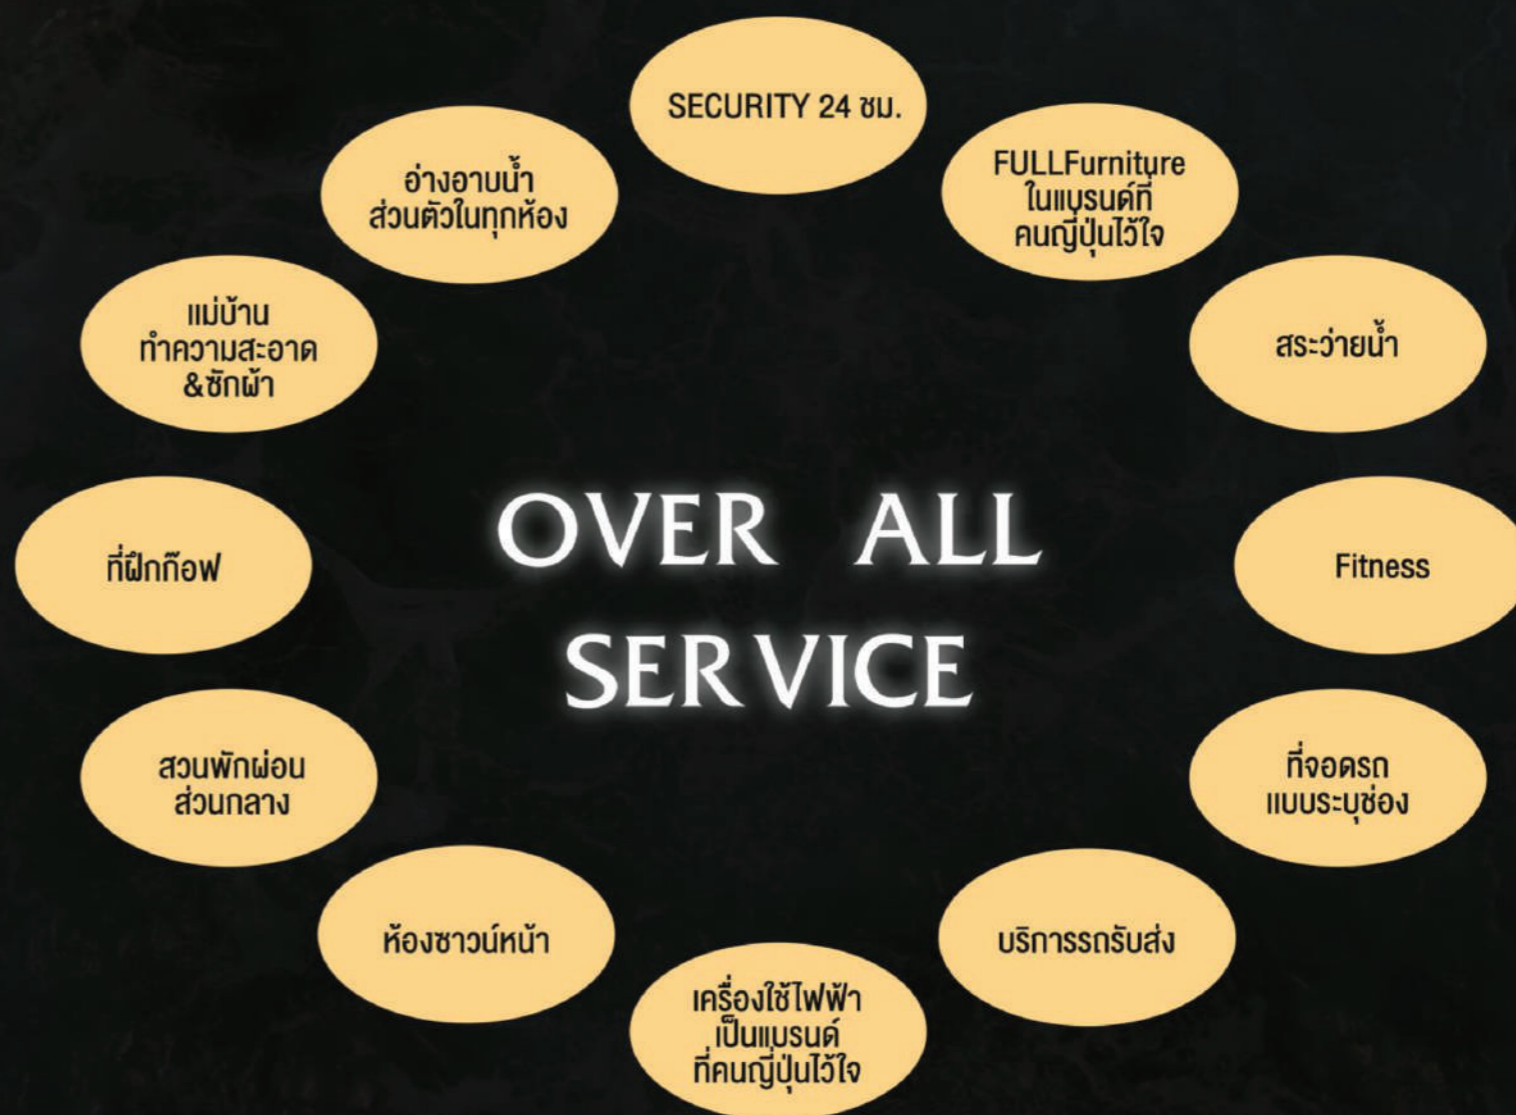 SECURITY 24 ชม.
FULLFurniture
ในแบรนด์ที่
คนญี่ปุ่นไว้ใจ
สระว่ายน้ำ
Fitness
ที่จอดรถ
แบบระบุช่อง
บริการรถรับส่ง
เครื่องใช้ไฟฟ้า
เป็นแบรนด์
ที่คนญี่ปุ่นไว้ใจ
ห้องซาวน์หน้า
สวนพักผ่อน
ส่วนกลาง
ที่ฝึกก๊อฟ
แม่บ้าน
ทำความสะอาด
&ซักผ้า
อ่างอาบน้ำ
ส่วนตัวในทุกห้อง
OVER ALL
SERVICE